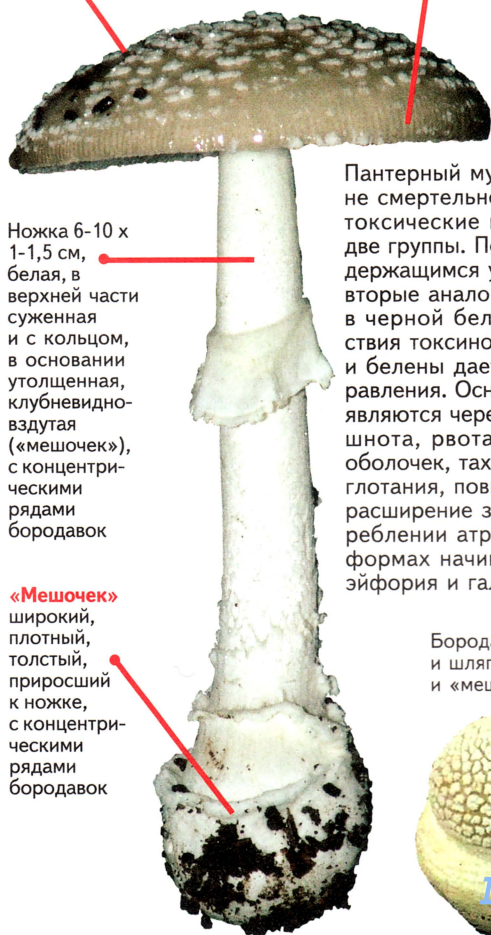 Ножка 6-10 х
1-1,5 см,
белая, в
верхней части
суженная
и с кольцом,
в основании
утолщенная,
клубневидно-
вздутая
(«мешочек»),
с концентри-
ческими
рядами
бородавок
«Мешочек»
широкий,
плотный,
толстый,
приросший
к ножке,
с концентри-
ческими
рядами
бородавок
Пантерный му
не смертельно
токсические
две группы. По
держащимся у
вторые анало
в черной бел
ствия токсино
и белены дае
равления. Осн
являются чере
шнота, рвота
оболочек, тах
глотания, пов
расширение з
реблении атр
формах начи
эйфория и гал
Борода
и шляп
и «меш